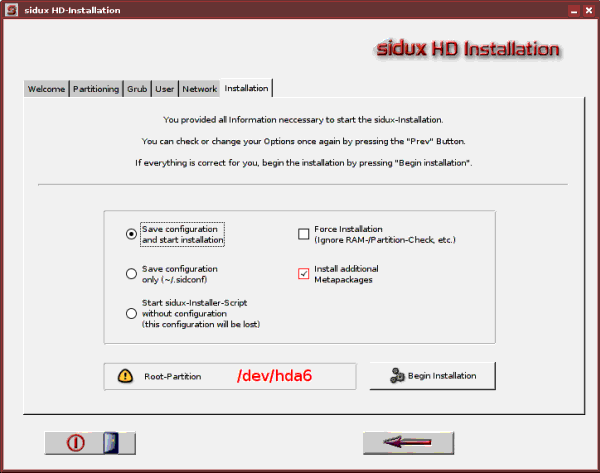 sidux HD-Installation
sidux HD Installation
Welcome Partitioning Grub User Network Installation
You provided all Information neccessary to start the sidux-Installation.
You can check or change your Options once again by pressing the "Prev" Button.
If everything is correct for you, begin the installation by pressing "Begin installation".
Save configuration
and start installation
Force Installation
(Ignore RAM-/Partition-Check, etc.)
Save configuration
only (~/.sidconf)
Install additional
Metapackages
Start sidux-Installer-Script
without configuration
(this configuration will be lost)
Root-Partition /dev/hda6
Begin Installation